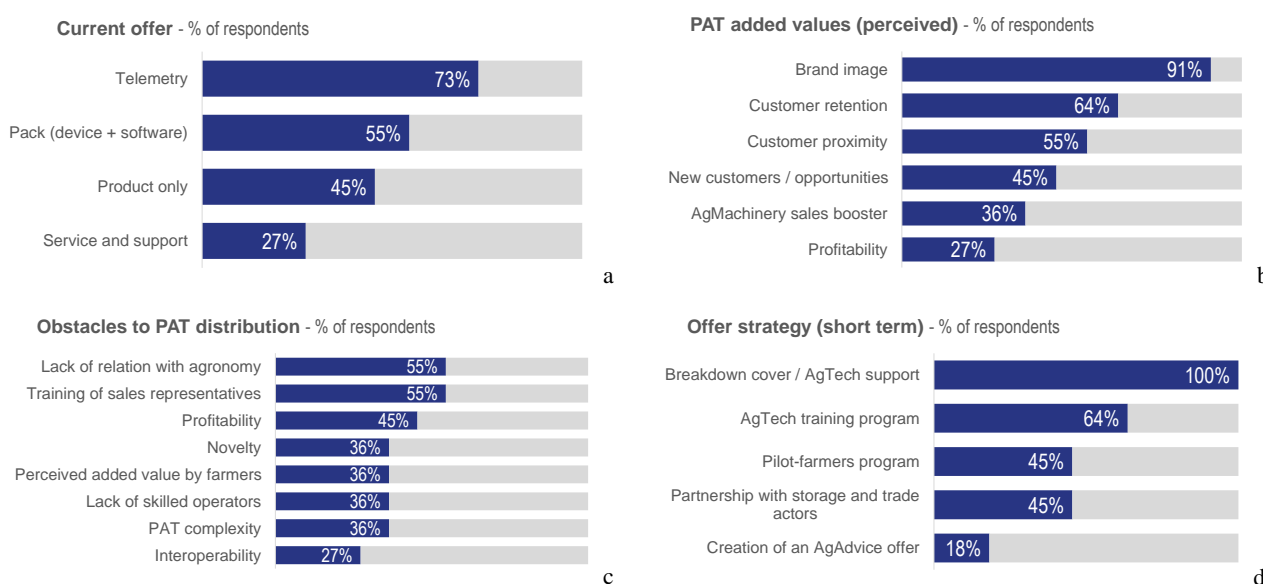 Current offer - % of respondents
Telemetry 73%
Pack (device + software) 55%
Product only 45%
Service and support 27%
a
PAT added values (perceived) - % of respondents
Brand image 91%
Customer retention 64%
Customer proximity 55%
New customers / opportunities 45%
AgMachinery sales booster 36%
Profitability 27%
b
Obstacles to PAT distribution - % of respondents
Lack of relation with agronomy 55%
Training of sales representatives 55%
Profitability 45%
Novelty 36%
Perceived added value by farmers 36%
Lack of skilled operators 36%
PAT complexity 36%
Interoperability 27%
c
Offer strategy (short term) - % of respondents
Breakdown cover / AgTech support 100%
AgTech training program 64%
Pilot-farmers program 45%
Partnership with storage and trade
actors 45%
Creation of an AgAdvice offer 18%
d